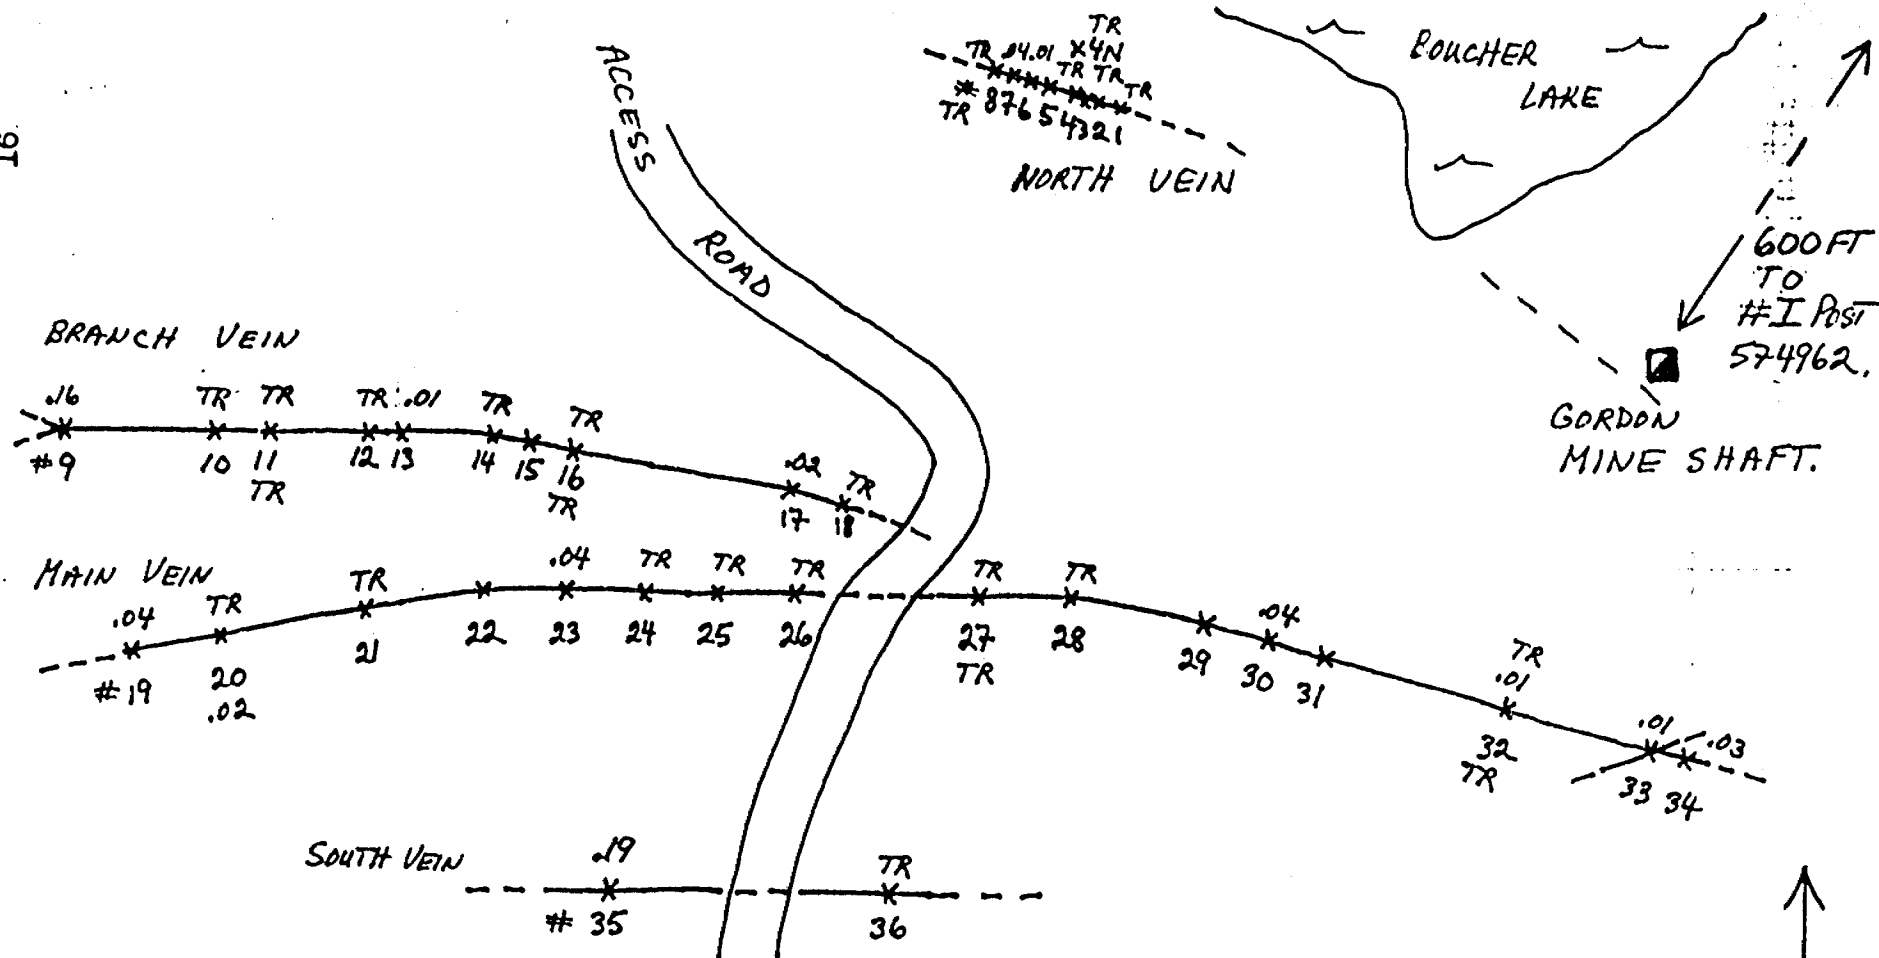 16
ACCESS
ROAD
TR
TR .04.01 X4N
TR TR TR
# 8 7 6 5 4 3 2 1
TR
NORTH VEIN
BOUCHER
LAKE
600 FT
TO
#I POST
574962.
GORDON
MINE SHAFT.
BRANCH VEIN
.16 TR TR TR .01 TR TR .02 TR
#9 10 11 12 13 14 15 16 17 18
TR TR
MAIN VEIN
.04 TR TR .04 TR TR TR TR TR .04 TR
.01 .01 .03
#19 20 21 22 23 24 25 26 27 28 29 30 31 32 33 34
.02 TR TR
SOUTH VEIN
.19 TR
# 35 36